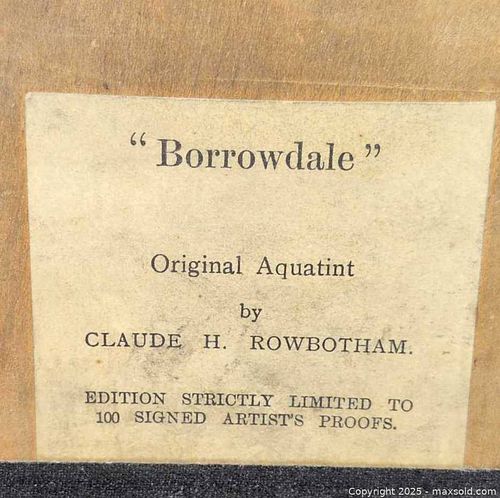 “Borrowdale”
Original Aquatint
by
CLAUDE H. ROWBOTHAM.
EDITION STRICTLY LIMITED TO
100 SIGNED ARTIST'S PROOFS.
Copyright 2025 - maxsold.com